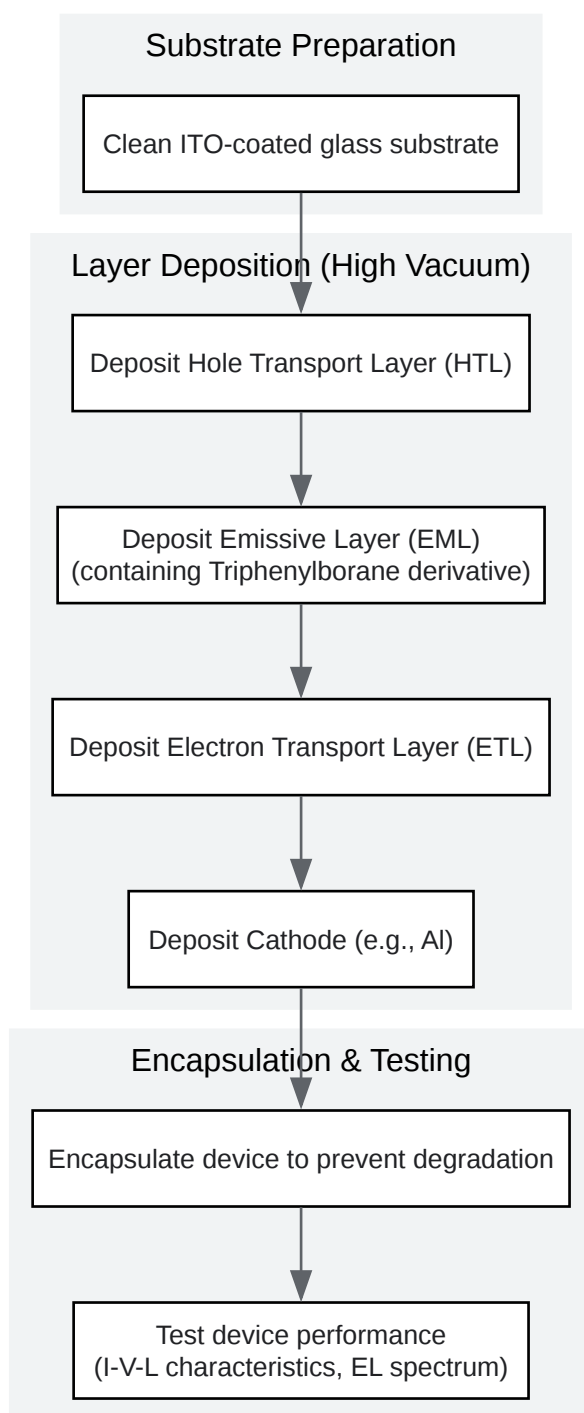 Substrate Preparation
Clean ITO-coated glass substrate
Layer Deposition (High Vacuum)
Deposit Hole Transport Layer (HTL)
Deposit Emissive Layer (EML)
(containing Triphenylborane derivative)
Deposit Electron Transport Layer (ETL)
Deposit Cathode (e.g., Al)
Encapsulation & Testing
Encapsulate device to prevent degradation
Test device performance
(I-V-L characteristics, EL spectrum)